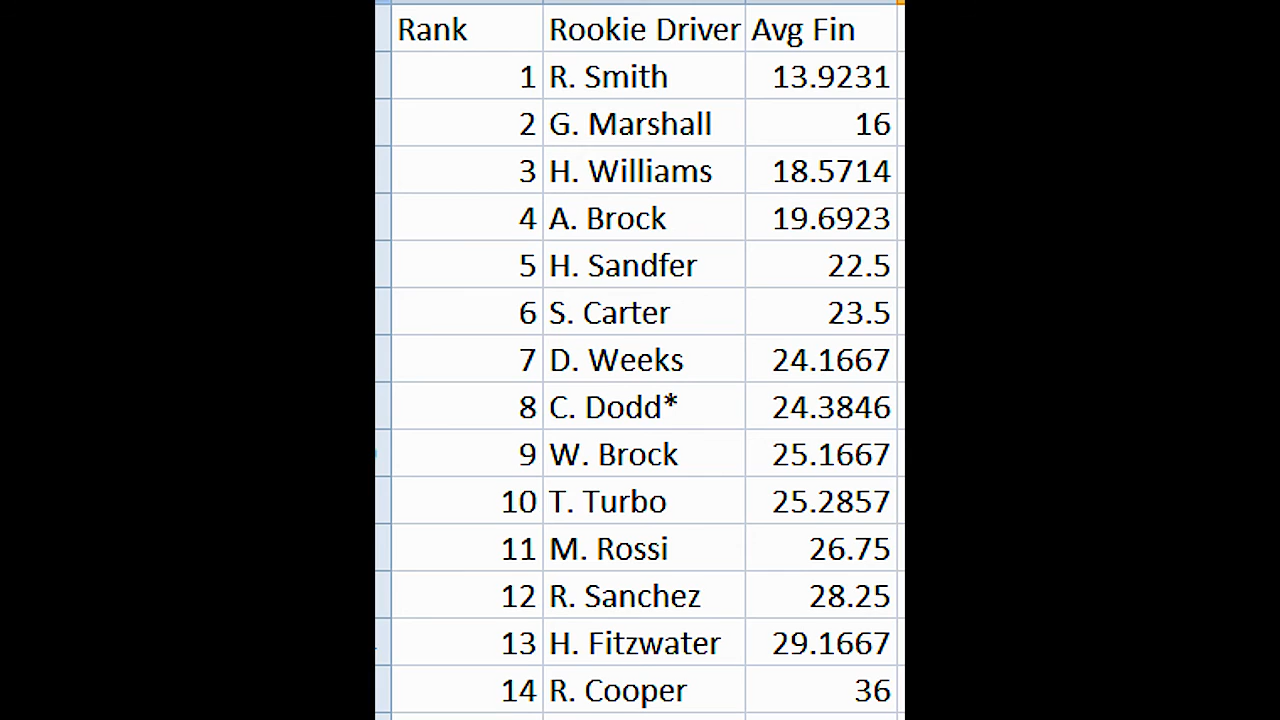 Rank Rookie Driver Avg Fin
1 R. Smith 13.9231
2 G. Marshall 16
3 H. Williams 18.5714
4 A. Brock 19.6923
5 H. Sandfer 22.5
6 S. Carter 23.5
7 D. Weeks 24.1667
8 C. Dodd* 24.3846
9 W. Brock 25.1667
10 T. Turbo 25.2857
11 M. Rossi 26.75
12 R. Sanchez 28.25
13 H. Fitzwater 29.1667
14 R. Cooper 36